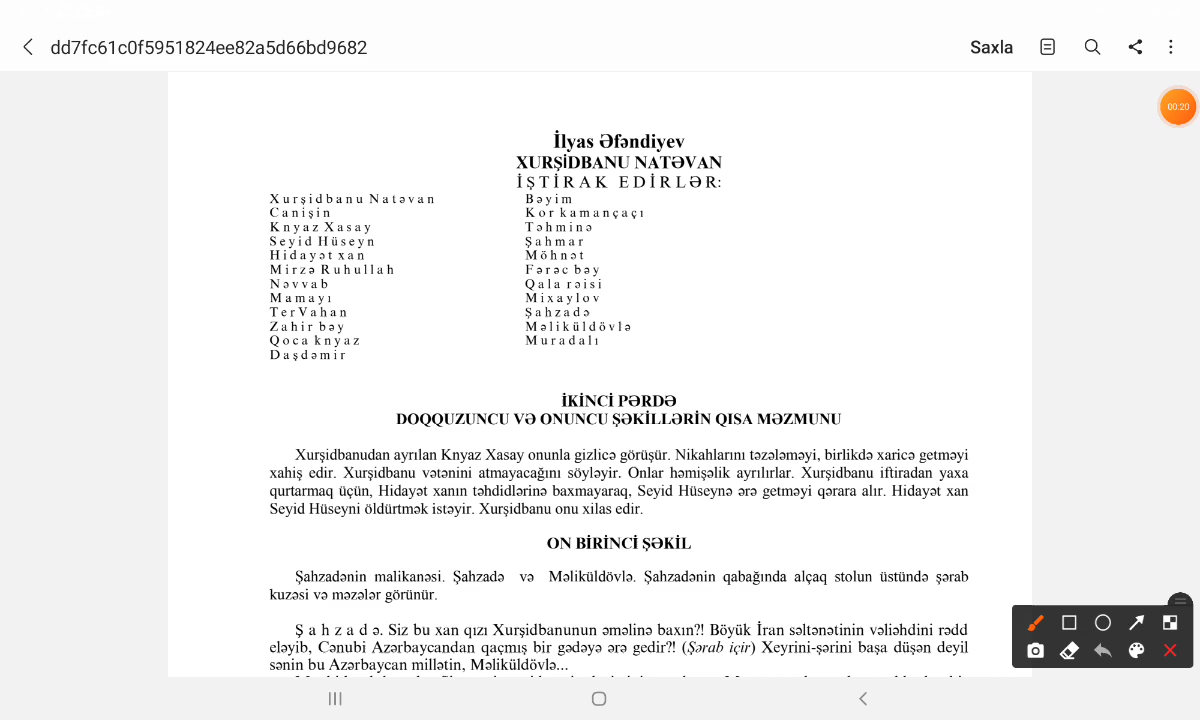 dd7fc61c0f5951824ee82a5d66bd9682
Saxla
00:20
İlyas Əfəndiyev
XURŞİDBANU NATƏVAN
İŞTİRAK EDİRLƏR:
Xurşidbanu Natəvan
Canişin
Knyaz Xasay
Seyid Hüseyn
Hidayət xan
Mirzə Ruhullah
Nəvvab
Mamayı
TerVahan
Zahir bəy
Qoca knyaz
Daşdəmir
Bəyim
Kor kamançaçı
Təhminə
Şahmar
Möhnət
Fərəc bəy
Qala rəisi
Mixaylov
Şahzadə
Məliküldövlə
Muradalı
İKİNCİ PƏRDƏ
DOQQUZUNCU VƏ ONUNCU ŞƏKİLLƏRİN QISA MƏZMUNU
Xurşidbanudan ayrılan Knyaz Xasay onunla gizlicə görüşür. Nikahlarını təzələməyi, birlikdə xaricə getməyi
xahiş edir. Xurşidbanu vətənini atmayacağını söyləyir. Onlar həmişəlik ayrılırlar. Xurşidbanu iftiradan yaxa
qurtarmaq üçün, Hidayət xanın təhdidlərinə baxmayaraq, Seyid Hüseynə ərə getməyi qərara alır. Hidayət xan
Seyid Hüseyni öldürtmək istəyir. Xurşidbanu onu xilas edir.
ON BİRİNCİ ŞƏKİL
Şahzadənin malikanəsi. Şahzadə və Məliküldövlə. Şahzadənin qabağında alçaq stolun üstündə şərab
kuzəsi və məzələr görünür.
Ş a h z a d ə. Siz bu xan qızı Xurşidbanunun əməlinə baxın?! Böyük İran səltənətinin vəliəhdini rədd
eləyib, Cənubi Azərbaycandan qaçmış bir gədəyə ərə gedir?! (Şərab içir) Xeyrini-şərini başa düşən deyil
sənin bu Azərbaycan millətin, Məliküldövlə...